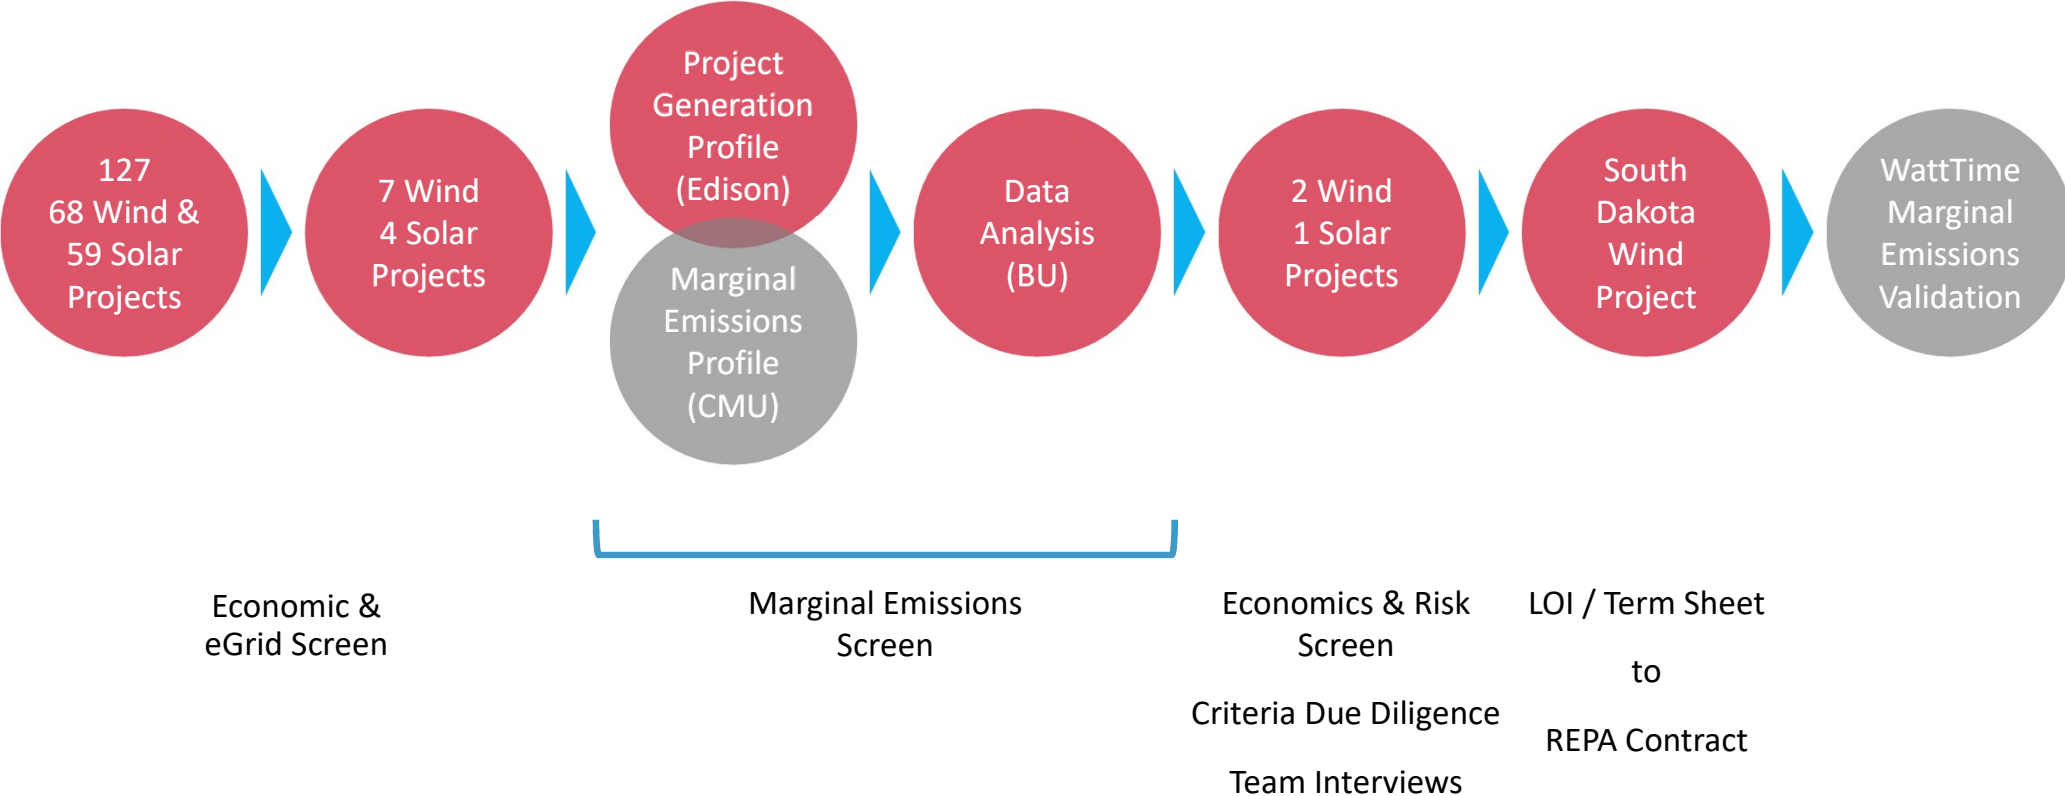 127
68 Wind &
59 Solar
Projects
7 Wind
4 Solar
Projects
Project
Generation
Profile
(Edison)
Marginal
Emissions
Profile
(CMU)
Data
Analysis
(BU)
2 Wind
1 Solar
Projects
South
Dakota
Wind
Project
WattTime
Marginal
Emissions
Validation
Economic &
eGrid Screen
Marginal Emissions
Screen
Economics & Risk
Screen
Criteria Due Diligence
Team Interviews
LOI / Term Sheet
to
REPA Contract